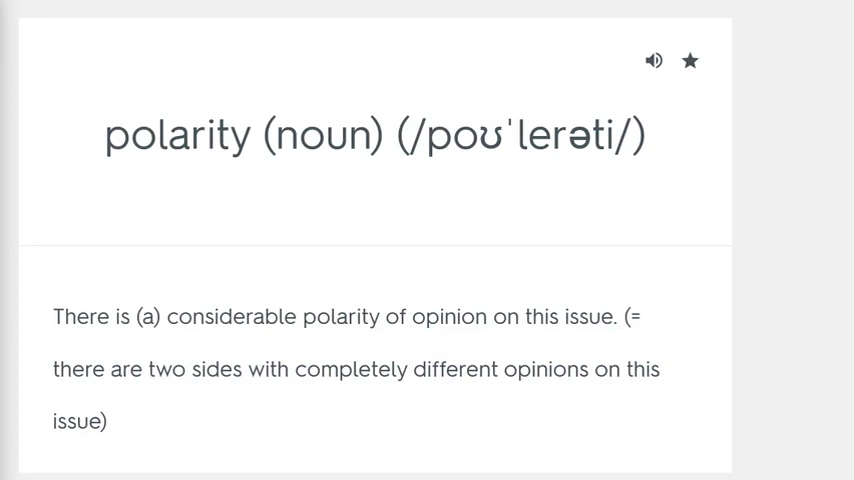 polarity (noun) (/poʊˈlerəti/)
There is (a) considerable polarity of opinion on this issue. (=
there are two sides with completely different opinions on this
issue)